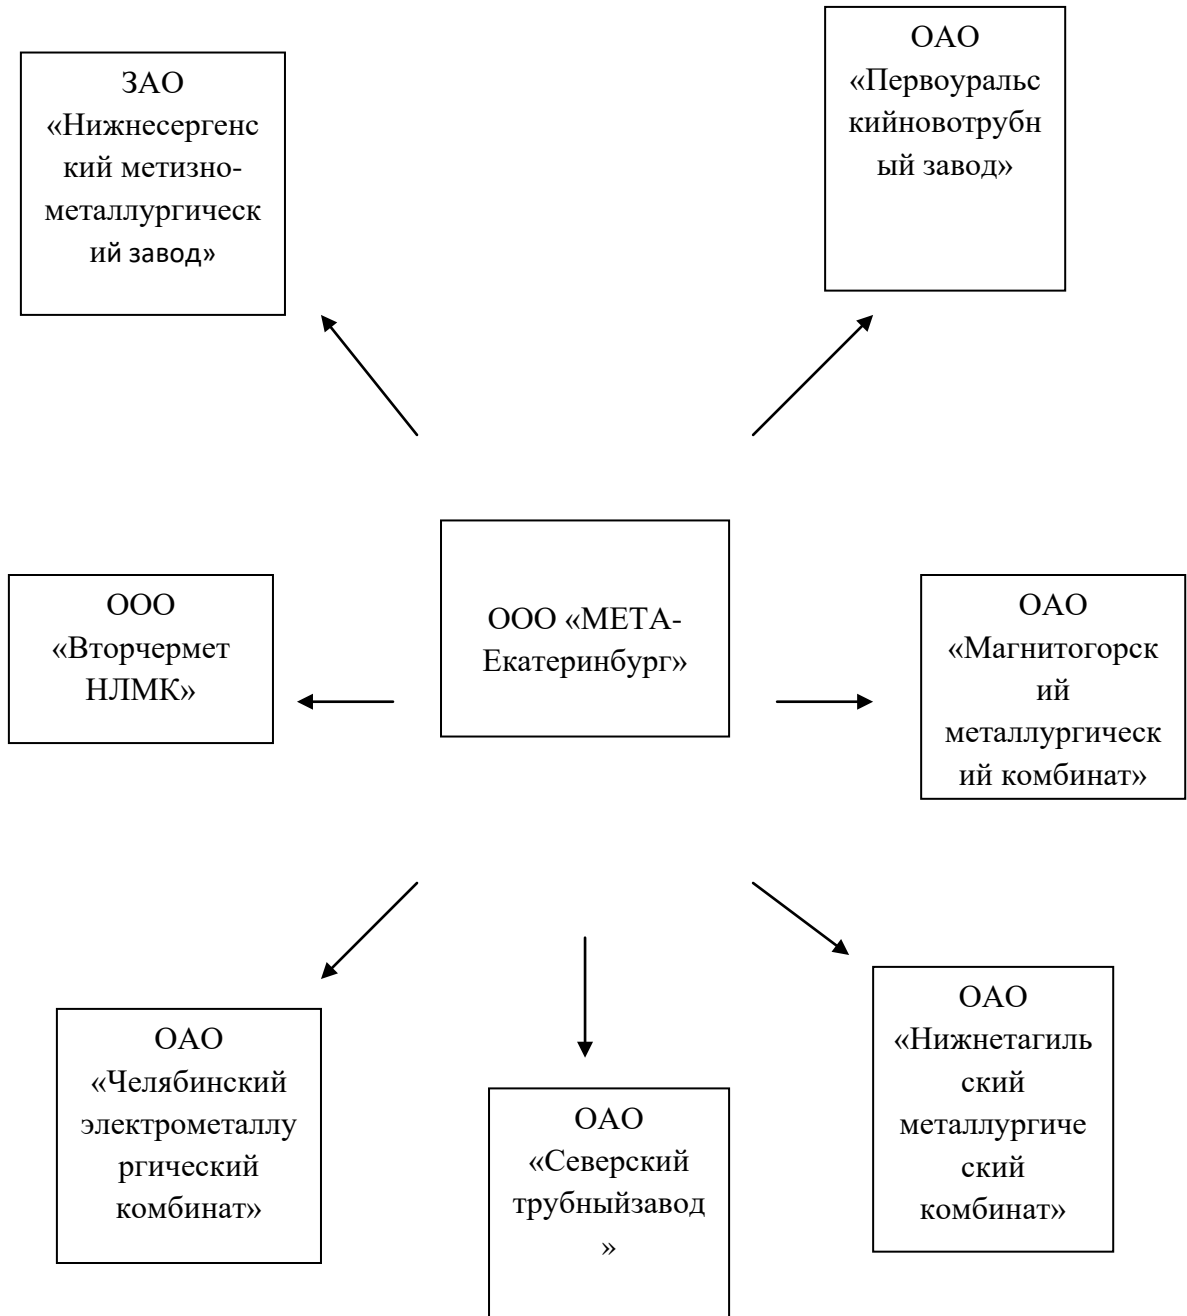 ЗАО
«Нижнесергенс
кий метизно-
металлургическ
ий завод»
ОАО
«Первоуральс
кийновотрубн
ый завод»
ООО
«Вторчермет
НЛМК»
ООО «МЕТА-
Екатеринбург»
ОАО
«Магнитогорск
ий
металлургическ
ий комбинат»
ОАО
«Челябинский
электрометаллу
ргический
комбинат»
ОАО
«Северский
трубныйзавод
»
ОАО
«Нижнетагиль
ский
металлургиче
ский
комбинат»